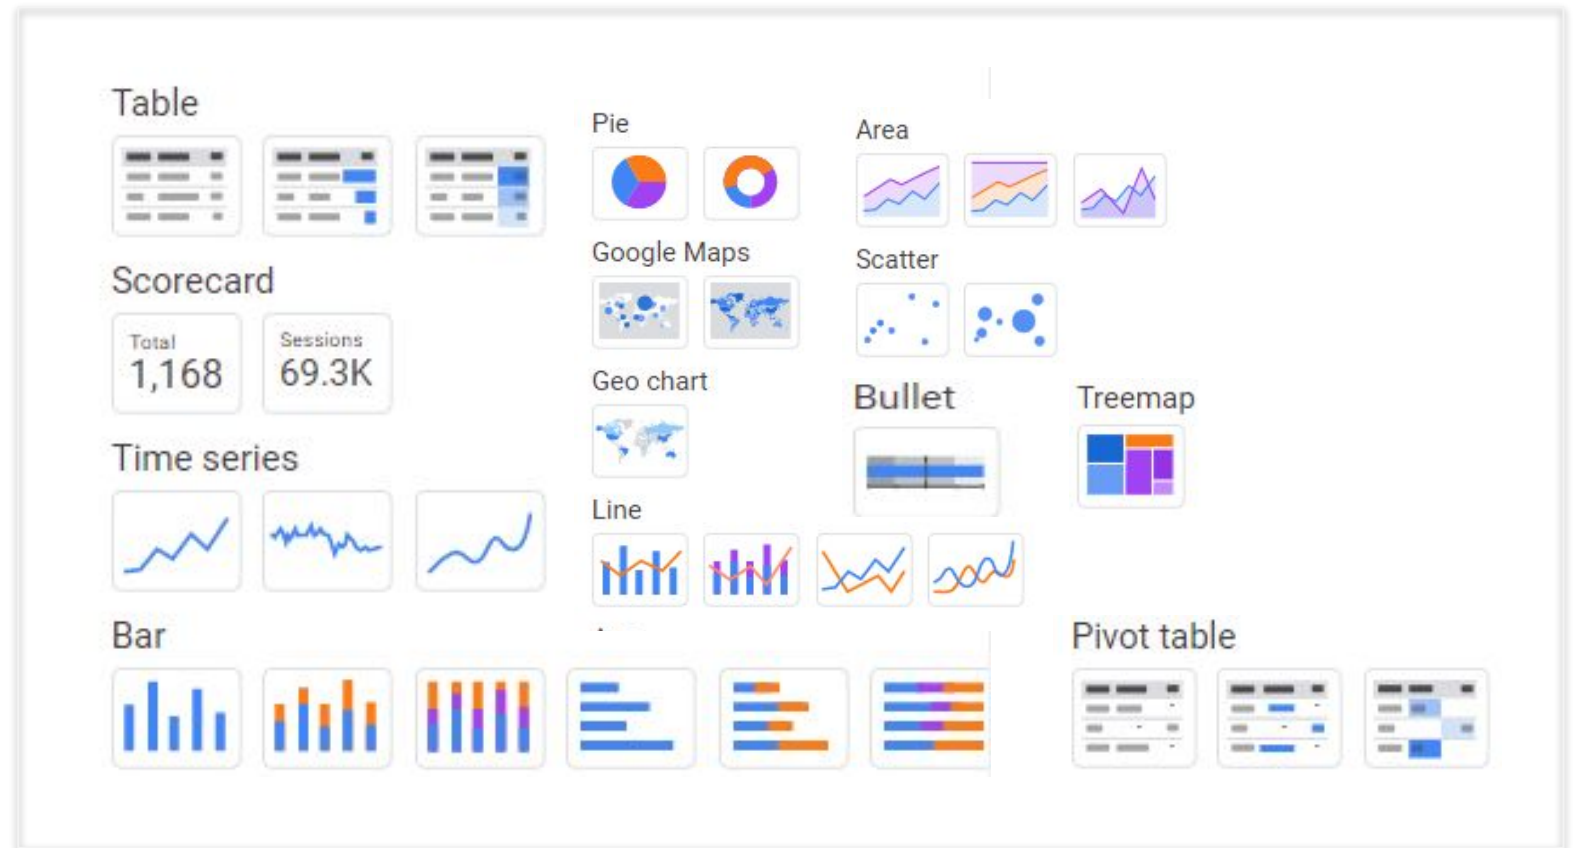 Table
Scorecard
Total
1,168
Sessions
69.3K
Time series
Bar
Pie
Google Maps
Geo chart
Line
Area
Scatter
Bullet
Treemap
Pivot table